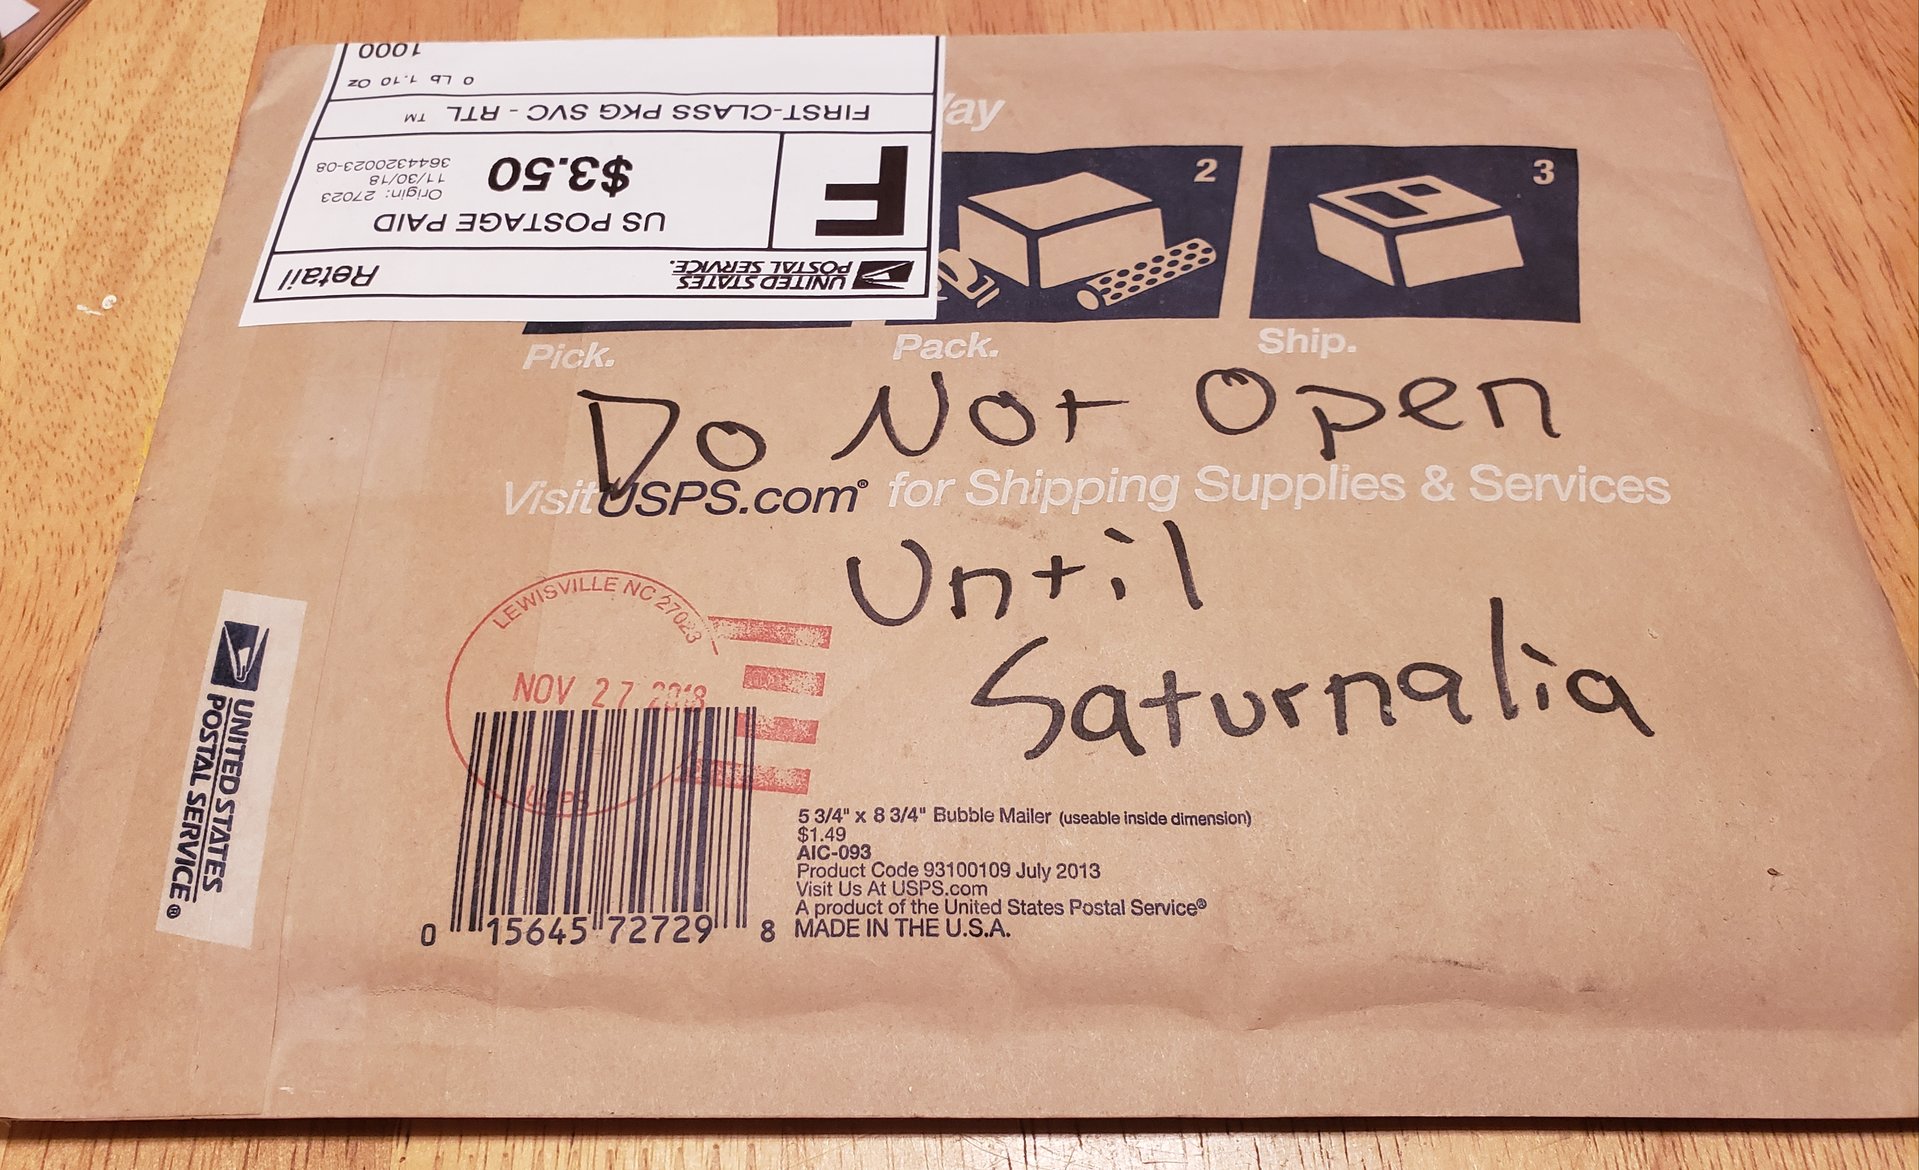 1000
0 Lb 1.10 Oz
FIRST-CLASS PKG SVC - RTL ™
F
$3.50
US POSTAGE PAID
Origin: 27023
11/30/18
3644320023-08
Retail
UNITED STATES
POSTAL SERVICE.
2
3
Pick.
Pack.
Ship.
Do Not Open
Visit USPS.com® for Shipping Supplies & Services
Until
Saturnalia
LEWISVILLE NC 27023
NOV 27 2018
USPS
UNITED STATES
POSTAL SERVICE®
5 3/4" x 8 3/4" Bubble Mailer (useable inside dimension)
$1.49
AIC-093
Product Code 93100109 July 2013
Visit Us At USPS.com
A product of the United States Postal Service®
MADE IN THE U.S.A.
0 15645 72729 8